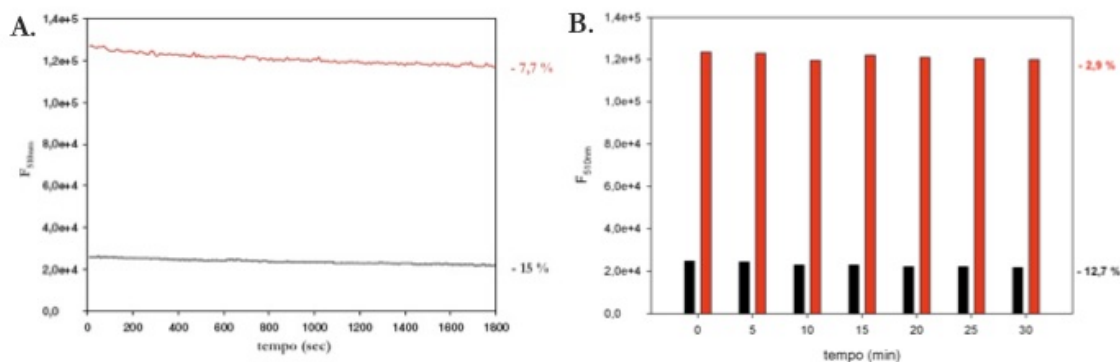 A.
1,4e+5
1,2e+5
1,0e+5
8,0e+4
6,0e+4
4,0e+4
2,0e+4
0,0
F510nm
0 200 400 600 800 1000 1200 1400 1600 1800
tempo (sec)
- 7,7 %
- 15 %
B.
1,4e+5
1,2e+5
1,0e+5
8,0e+4
6,0e+4
4,0e+4
2,0e+4
0,0
F510nm
0 5 10 15 20 25 30
tempo (min)
- 2,9 %
- 12,7 %